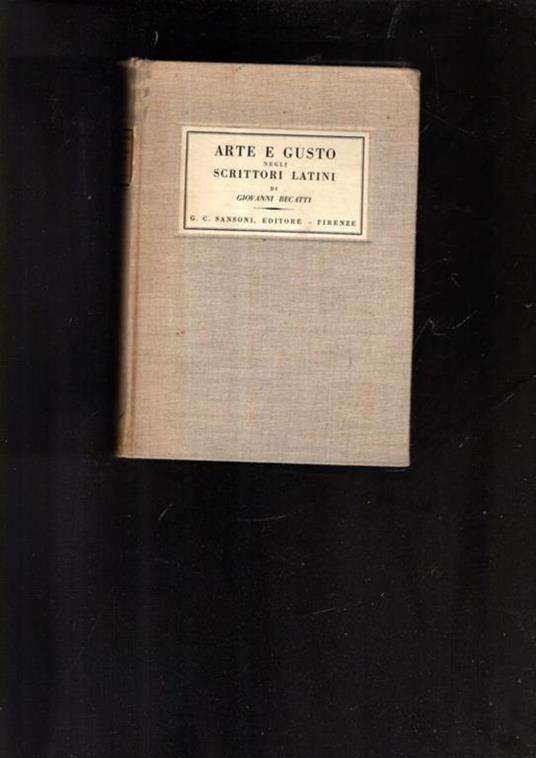 ARTE E GUSTO
NEGLI
SCRITTORI LATINI
DI
GIOVANNI BECATTI
G. C. SANSONI, EDITORE - FIRENZE